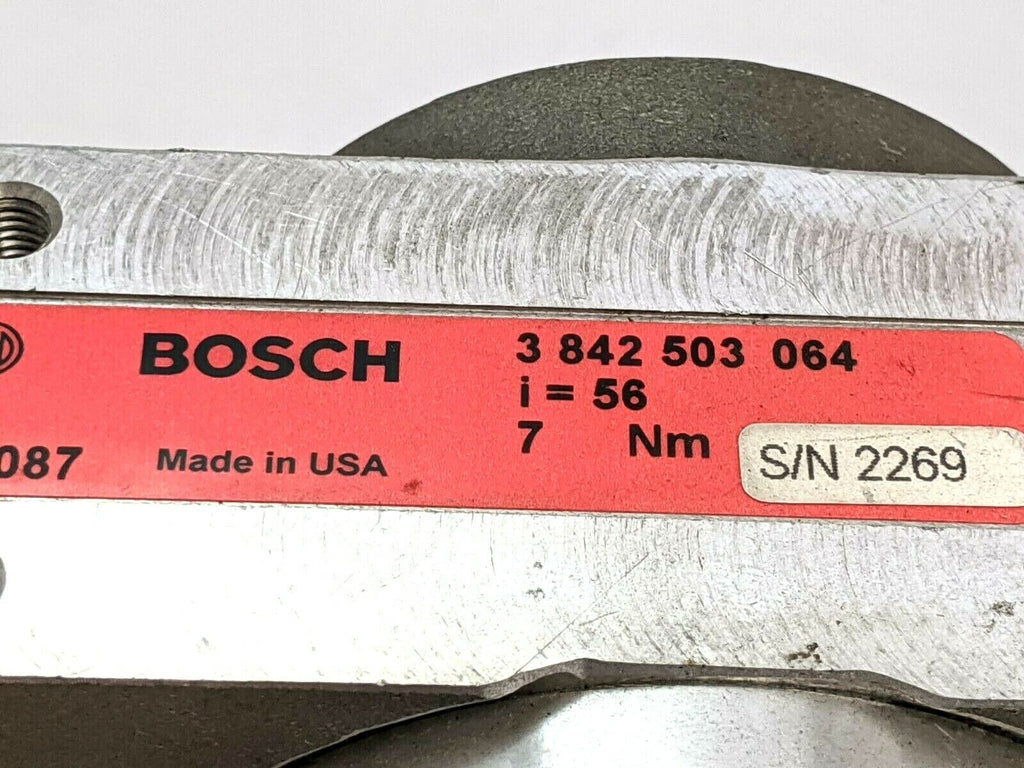 BOSCH 3 842 503 064
i = 56
7 Nm
087 Made in USA
S/N 2269